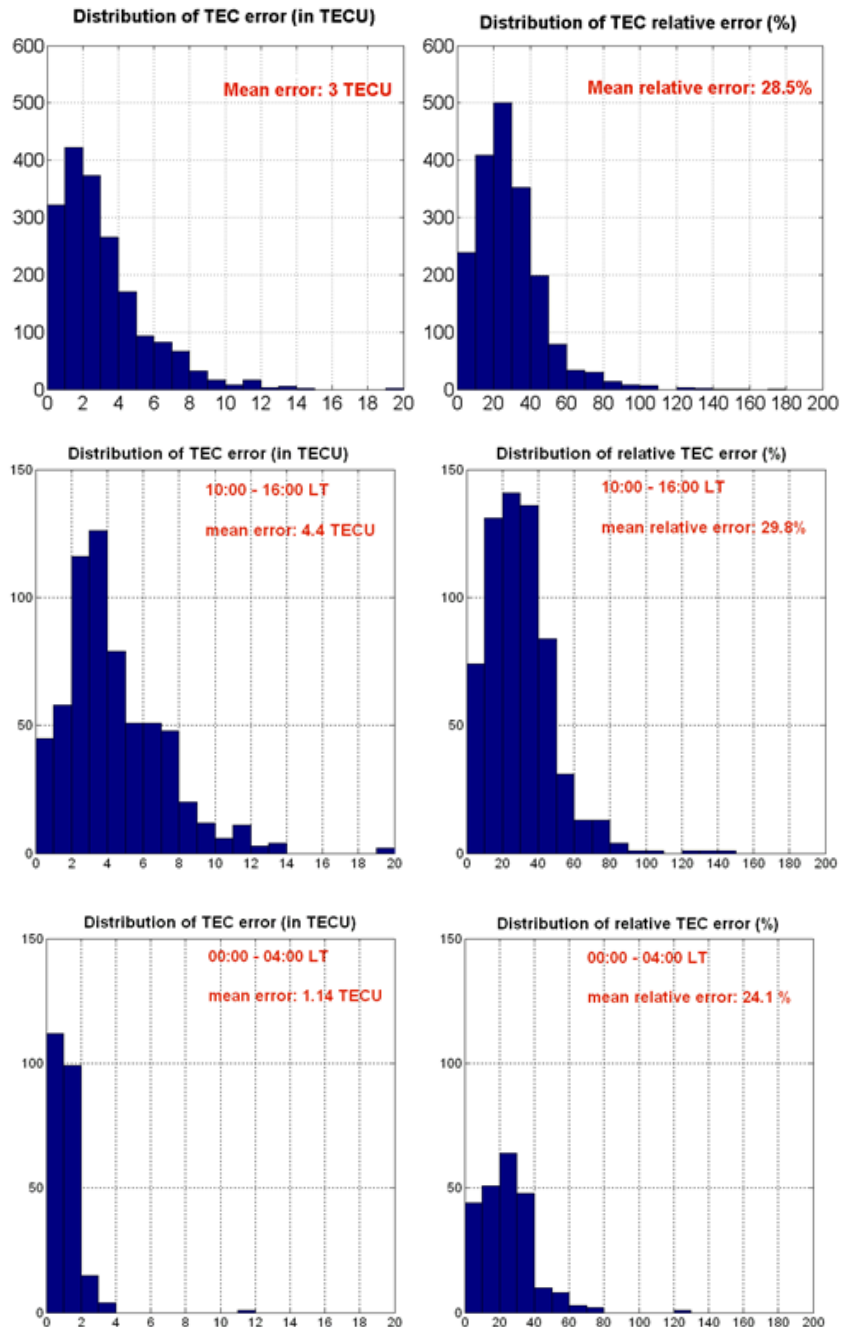 Distribution of TEC error (in TECU)
600
500
400
300
200
100
0
Mean error: 3 TECU
0 2 4 6 8 10 12 14 16 18 20
Distribution of TEC relative error (%)
600
500
400
300
200
100
0
Mean relative error: 28.5%
0 20 40 60 80 100 120 140 160 180 200
Distribution of TEC error (in TECU)
150
100
50
0
10:00 - 16:00 LT
mean error: 4.4 TECU
0 2 4 6 8 10 12 14 16 18 20
Distribution of relative TEC error (%)
150
100
50
0
10:00 - 16:00 LT
mean relative error: 29.8%
0 20 40 60 80 100 120 140 160 180 200
Distribution of TEC error (in TECU)
150
100
50
0
00:00 - 04:00 LT
mean error: 1.14 TECU
0 2 4 6 8 10 12 14 16 18 20
Distribution of relative TEC error (%)
150
100
50
0
00:00 - 04:00 LT
mean relative error: 24.1 %
0 20 40 60 80 100 120 140 160 180 200